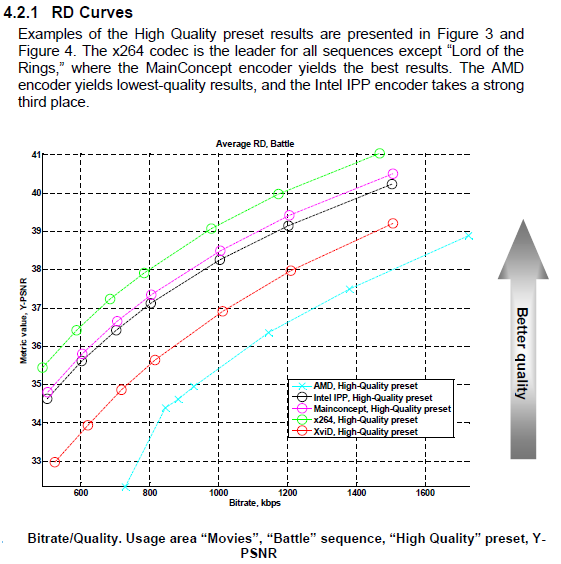 4.2.1 RD Curves
Examples of the High Quality preset results are presented in Figure 3 and
Figure 4. The x264 codec is the leader for all sequences except “Lord of the
Rings,” where the MainConcept encoder yields the best results. The AMD
encoder yields lowest-quality results, and the Intel IPP encoder takes a strong
third place.
Average RD, Battle
Metric value, Y-PSNR
41
40
39
38
37
36
35
34
33
AMD, High-Quality preset
Intel IPP, High-Quality preset
Mainconcept, High-Quality preset
x264, High-Quality preset
XviD, High-Quality preset
600 800 1000 1200 1400 1600
Bitrate, kbps
Better quality
Bitrate/Quality. Usage area “Movies”, “Battle” sequence, “High Quality” preset, Y-
PSNR